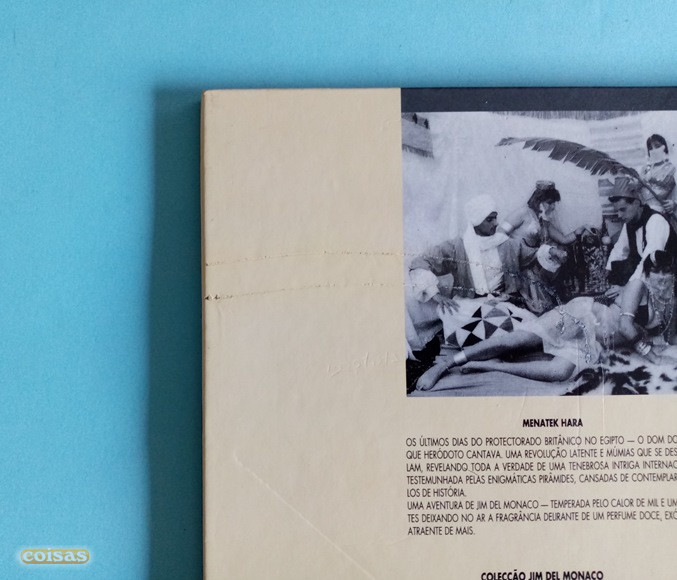 MENATEK HARA
OS ÚLTIMOS DIAS DO PROTECTORADO BRITÂNICO NO EGIPTO — O DOM DO
QUE HERÓDOTO CANTAVA. UMA REVOLUÇÃO LATENTE E MÚMIAS QUE SE DES
LAM, REVELANDO TODA A VERDADE DE UMA TENEBROSA INTRIGA INTERNAC
TESTEMUNHADA PELAS ENIGMÁTICAS PIRÂMIDES, CANSADAS DE CONTEMPLAR
LOS DE HISTÓRIA.
UMA AVENTURA DE JIM DEL MONACO — TEMPERADA PELO CALOR DE MIL E UM
TES DEIXANDO NO AR A FRAGRÂNCIA DEURANTE DE UM PERFUME DOCE, EXÓ
ATRAENTE DE MAIS.
COLECÇÃO JIM DEL MONACO
coisas